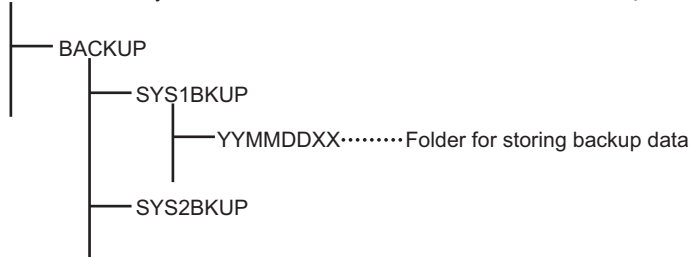 BACKUP
SYS1BKUP
YYMMDDXX·········Folder for storing backup data
SYS2BKUP